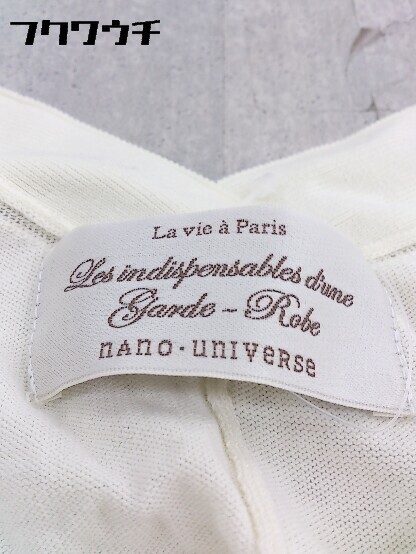 フクワウチ
La vie à Paris
Les indispensables d'une
Garde - Robe
nAno・universe